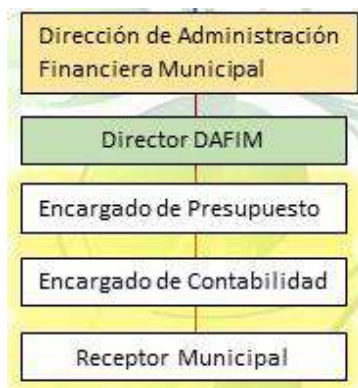 Dirección de Administración
Financiera Municipal
Director DAFIM
Encargado de Presupuesto
Encargado de Contabilidad
Receptor Municipal